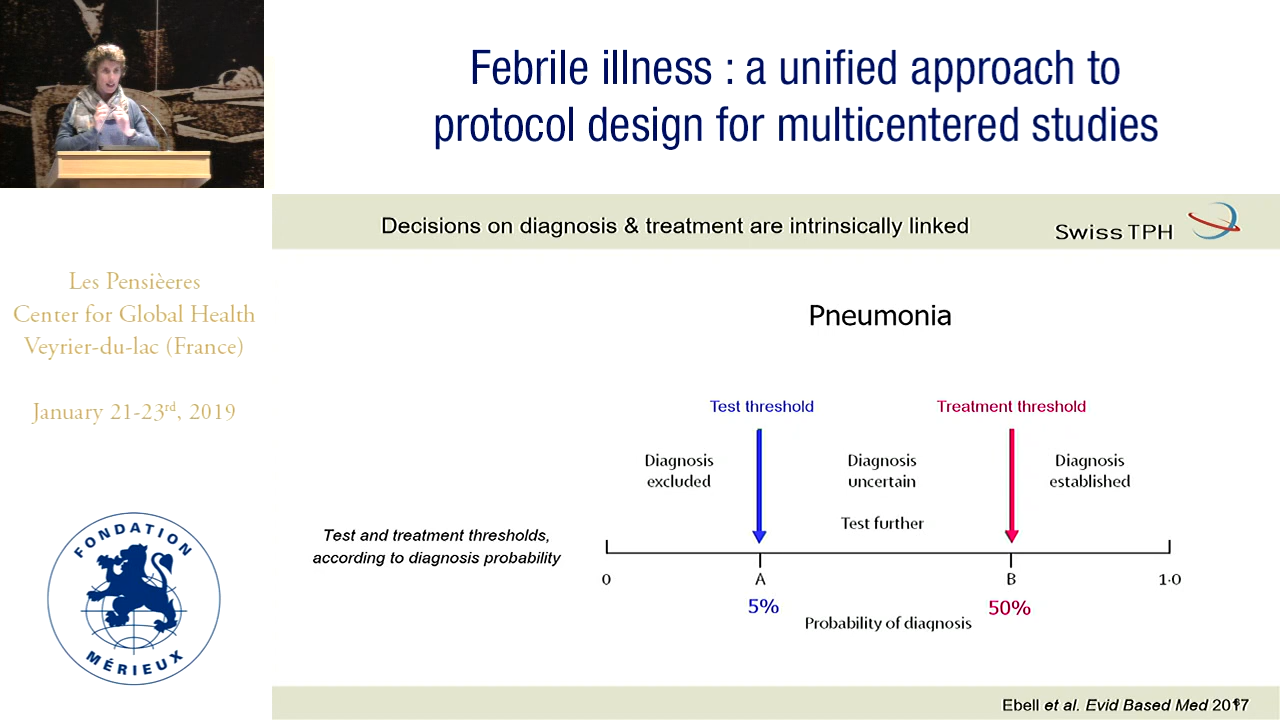 Febrile illness : a unified approach to
protocol design for multicentered studies
Decisions on diagnosis & treatment are intrinsically linked
Swiss TPH
Les Pensièeres
Center for Global Health
Veyrier-du-lac (France)
January 21-23rd, 2019
FONDATION
MÉRIEUX
Pneumonia
Test threshold
Treatment threshold
Diagnosis
excluded
Diagnosis
uncertain
Test further
Diagnosis
established
Test and treatment thresholds,
according to diagnosis probability
0
A
B
1·0
5%
50%
Probability of diagnosis
Ebell et al. Evid Based Med 2017